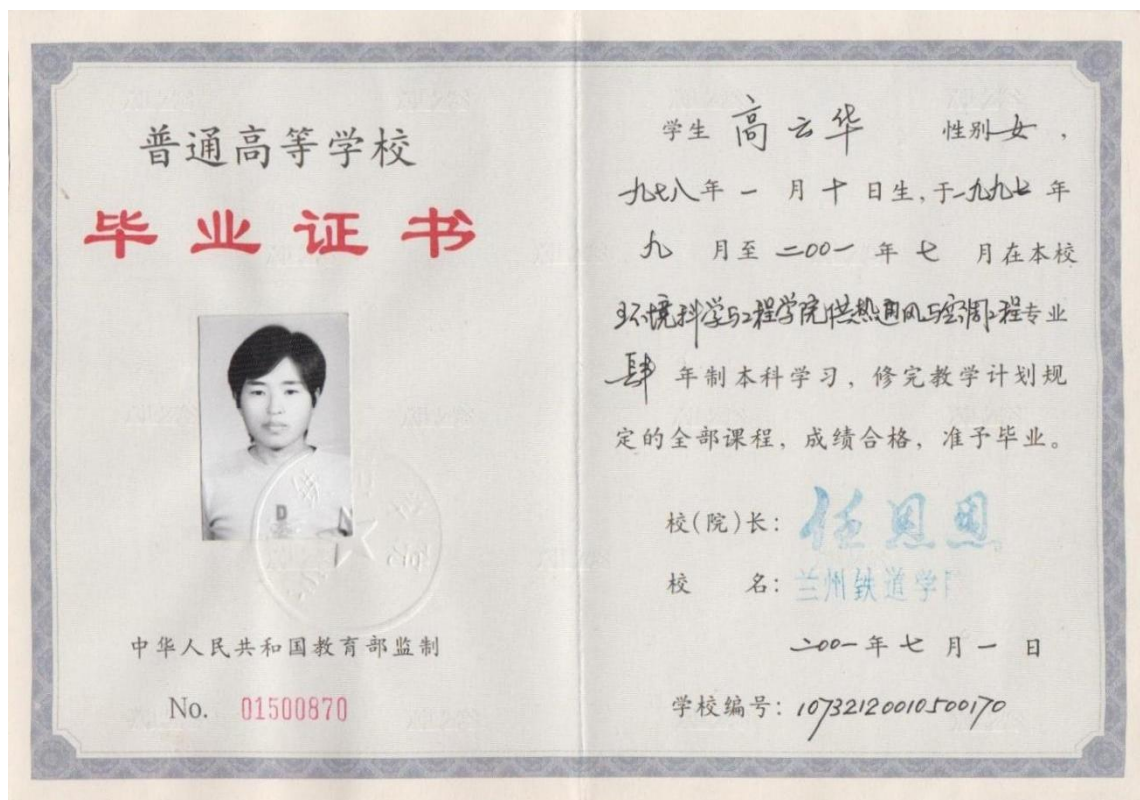 普通高等学校
毕业证书
中华人民共和国教育部监制
No. 01500870
学生 高云华 性别 女，
一九七八年 一 月 十 日生，于一九九七年
九 月至 二00一 年 七 月在本校
环境科学与工程学院供热通风与空调工程专业
肆 年制本科学习，修完教学计划规
定的全部课程，成绩合格，准予毕业。
校(院)长：任恩恩
校 名：兰州铁道学院
二00一年 七 月 一 日
学校编号：10732120010500170
D N